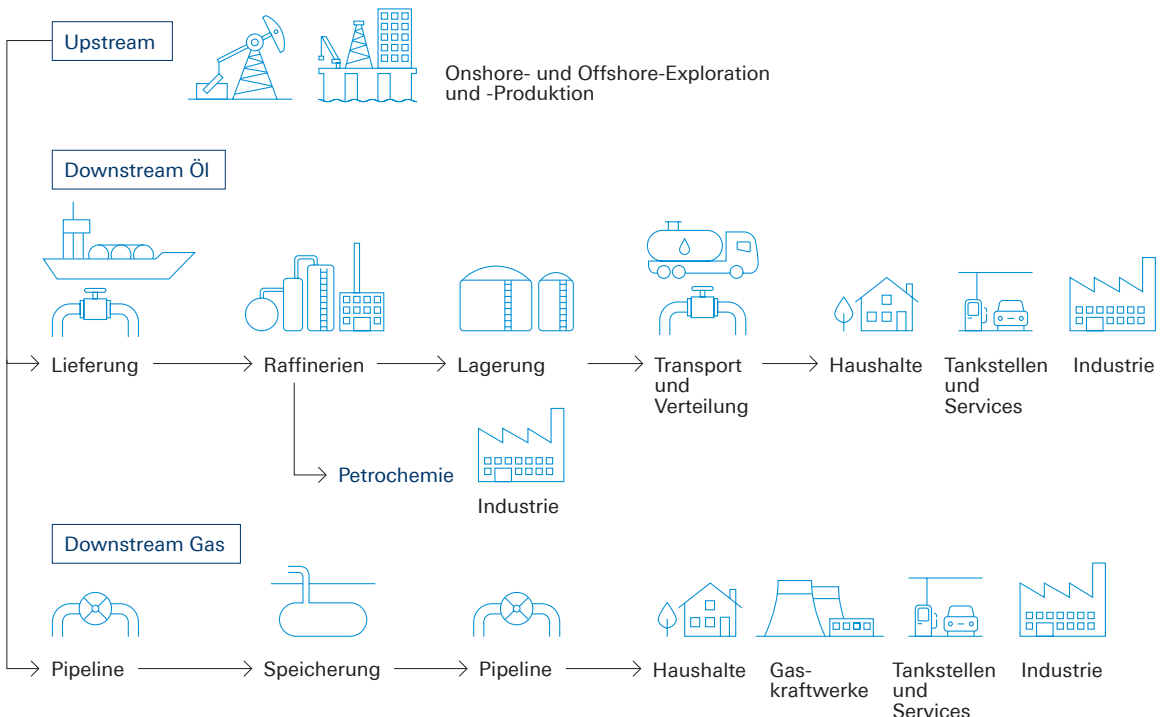 Upstream
Onshore- und Offshore-Exploration
und -Produktion
Downstream Öl
Lieferung
Raffinerien
Lagerung
Transport
und
Verteilung
Haushalte
Tankstellen
und
Services
Industrie
Petrochemie
Industrie
Downstream Gas
Pipeline
Speicherung
Pipeline
Haushalte
Gas-
kraftwerke
Tankstellen
und
Services
Industrie